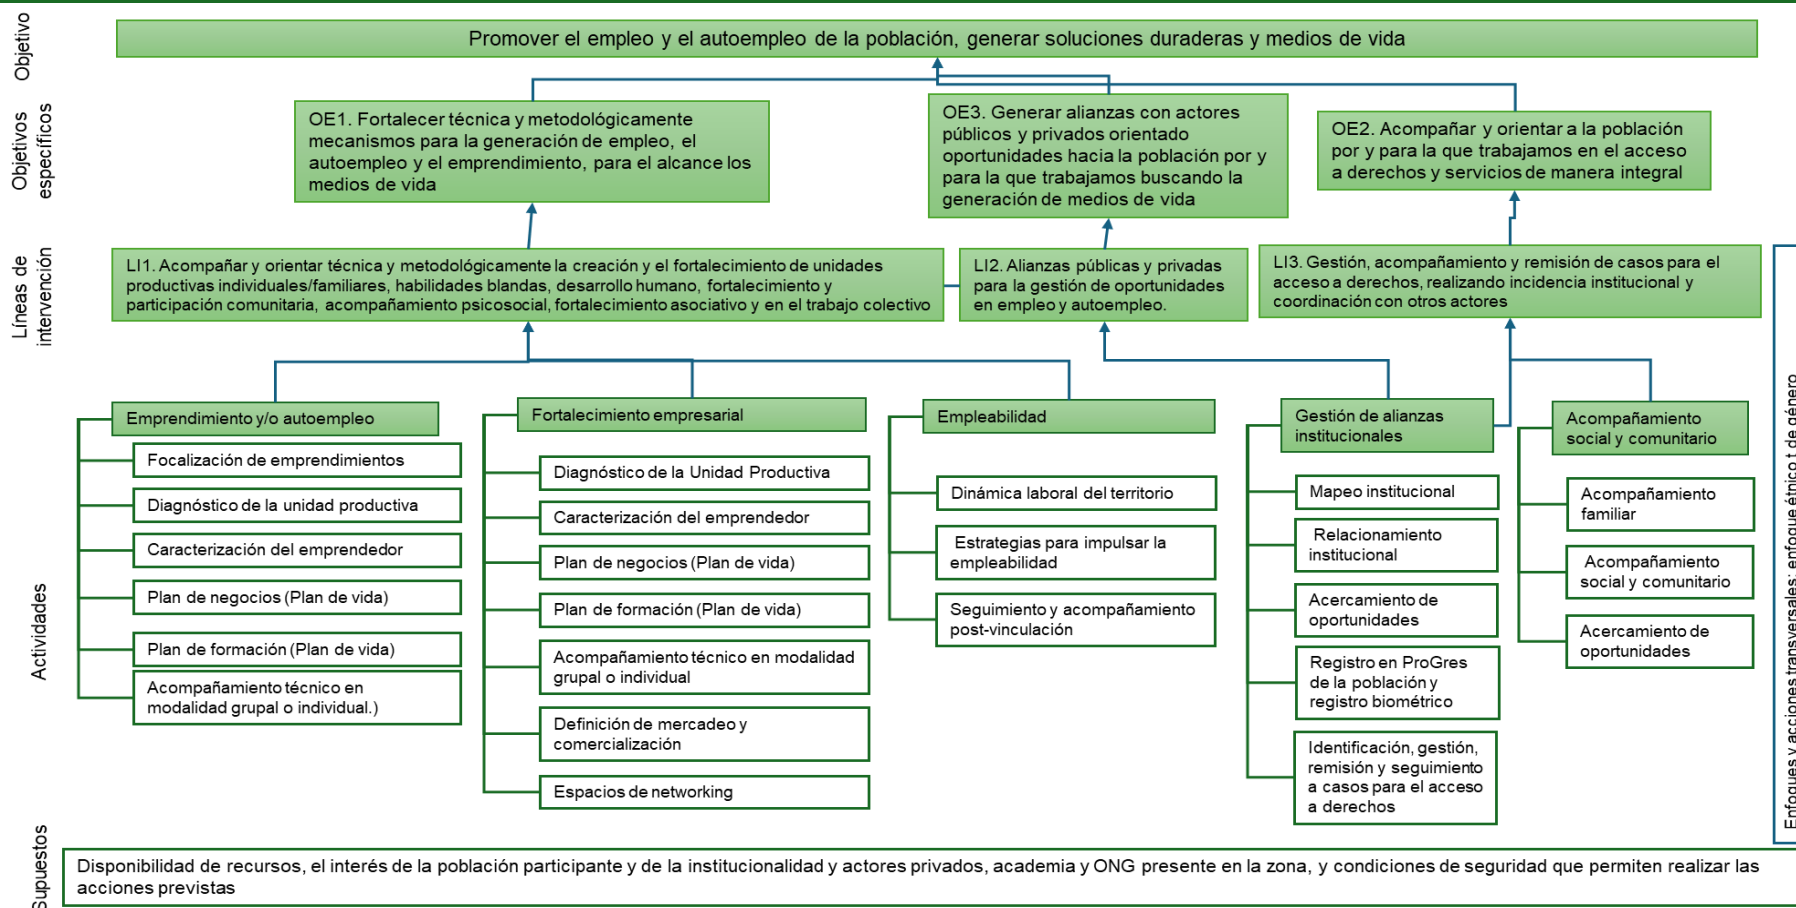 Objetivo
Promover el empleo y el autoempleo de la población, generar soluciones duraderas y medios de vida
Objetivos
específicos
OE1. Fortalecer técnica y metodológicamente
mecanismos para la generación de empleo, el
autoempleo y el emprendimiento, para el alcance los
medios de vida
OE3. Generar alianzas con actores
públicos y privados orientado
oportunidades hacia la población por y
para la que trabajamos buscando la
generación de medios de vida
OE2. Acompañar y orientar a la población
por y para la que trabajamos en el acceso
a derechos y servicios de manera integral
Líneas de
intervención
LI1. Acompañar y orientar técnica y metodológicamente la creación y el fortalecimiento de unidades
productivas individuales/familiares, habilidades blandas, desarrollo humano, fortalecimiento y
participación comunitaria, acompañamiento psicosocial, fortalecimiento asociativo y en el trabajo colectivo
LI2. Alianzas públicas y privadas
para la gestión de oportunidades
en empleo y autoempleo.
LI3. Gestión, acompañamiento y remisión de casos para el
acceso a derechos, realizando incidencia institucional y
coordinación con otros actores
Actividades
Emprendimiento y/o autoempleo
Focalización de emprendimientos
Diagnóstico de la unidad productiva
Caracterización del emprendedor
Plan de negocios (Plan de vida)
Plan de formación (Plan de vida)
Acompañamiento técnico en
modalidad grupal o individual.)
Fortalecimiento empresarial
Diagnóstico de la Unidad Productiva
Caracterización del emprendedor
Plan de negocios (Plan de vida)
Plan de formación (Plan de vida)
Acompañamiento técnico en modalidad
grupal o individual
Definición de mercadeo y
comercialización
Espacios de networking
Empleabilidad
Dinámica laboral del territorio
Estrategias para impulsar la
empleabilidad
Seguimiento y acompañamiento
post-vinculación
Gestión de alianzas
institucionales
Mapeo institucional
Relacionamiento
institucional
Acercamiento de
oportunidades
Registro en ProGres
de la población y
registro biométrico
Identificación, gestión,
remisión y seguimiento
a casos para el acceso
a derechos
Acompañamiento
social y comunitario
Acompañamiento
familiar
Acompañamiento
social y comunitario
Acercamiento de
oportunidades
Enfoques y acciones transversales: enfoque étnico t de género
Supuestos
Disponibilidad de recursos, el interés de la población participante y de la institucionalidad y actores privados, academia y ONG presente en la zona, y condiciones de seguridad que permiten realizar las
acciones previstas